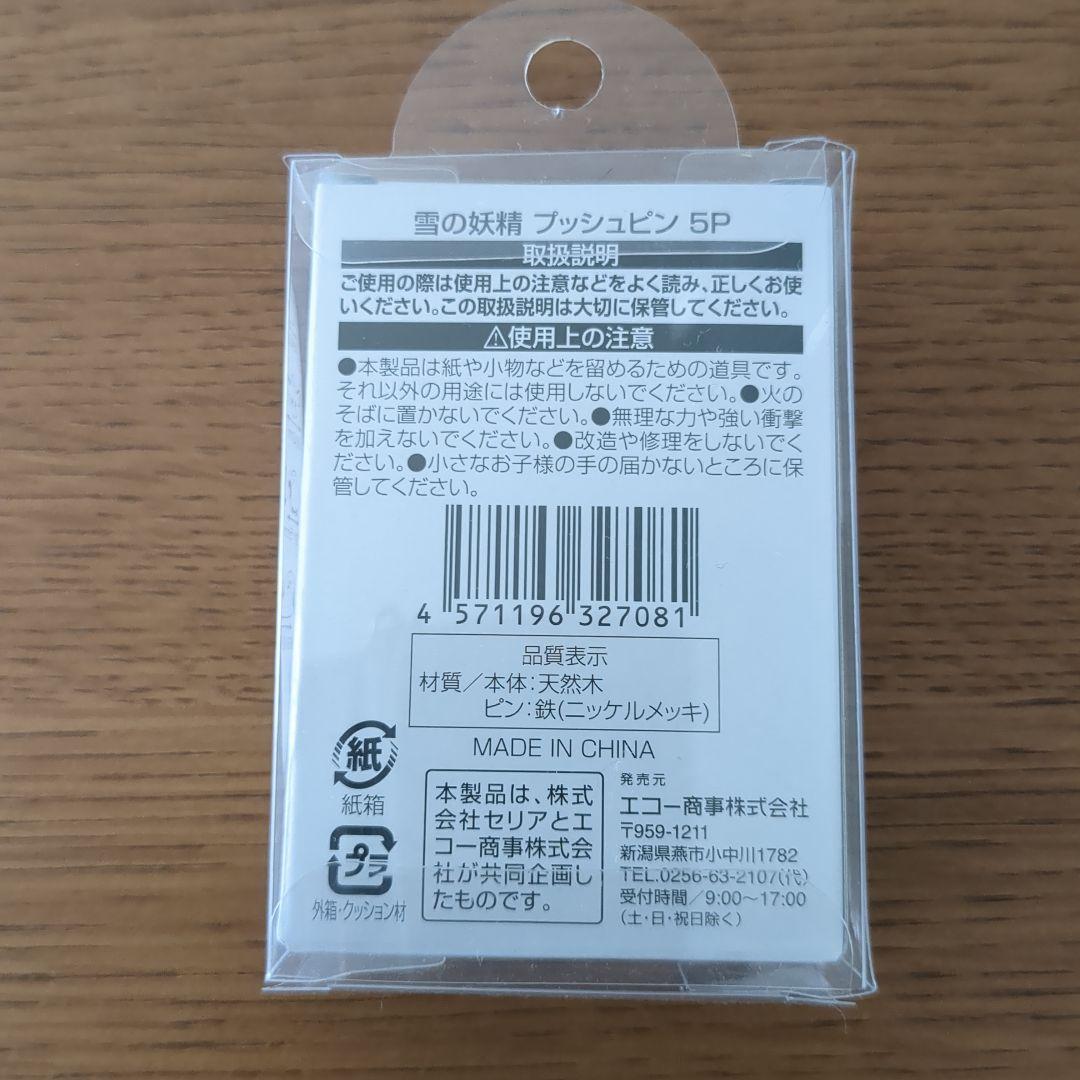 雪の妖精 プッシュピン 5P
取扱説明
ご使用の際は使用上の注意などをよく読み、正しくお使
いください。この取扱説明は大切に保管してください。
⚠使用上の注意
●本製品は紙や小物などを留めるための道具です。
それ以外の用途には使用しないでください。●火の
そばに置かないでください。●無理な力や強い衝撃
を加えないでください。●改造や修理をしないでく
ださい。●小さなお子様の手の届かないところに保
管してください。
4 571196 327081
品質表示
材質／本体：天然木
ピン：鉄(ニッケルメッキ)
MADE IN CHINA
紙
紙箱
プラ
外箱・クッション材
本製品は、株式
会社セリアとエ
コー商事株式会
社が共同企画し
たものです。
発売元
エコー商事株式会社
〒959-1211
新潟県燕市小中川1782
TEL.0256-63-2107(代)
受付時間／9:00〜17:00
(土・日・祝日除く)